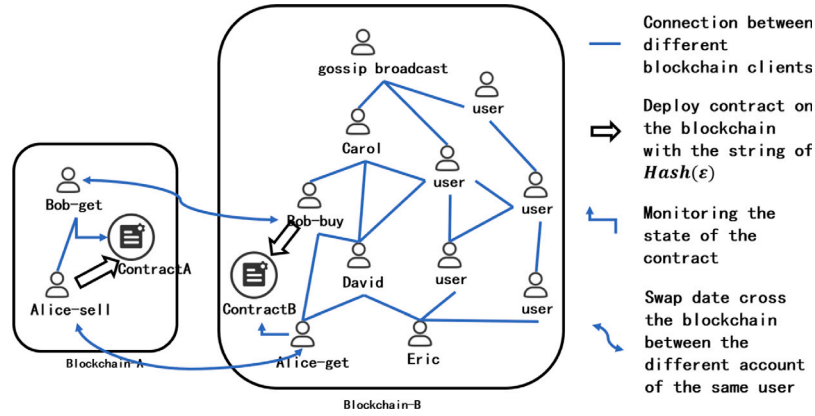 gossip broadcast
user
Carol
user
Bob-get
Bob-buy
user
ContractA
David
user
Alice-sell
ContractB
user
Alice-get
Eric
Blockchain-A
Blockchain-B
Connection between
different
blockchain clients
Deploy contract on
the blockchain
with the string of
Hash(ε)
Monitoring the
state of the
contract
Swap date cross
the blockchain
between the
different account
of the same user